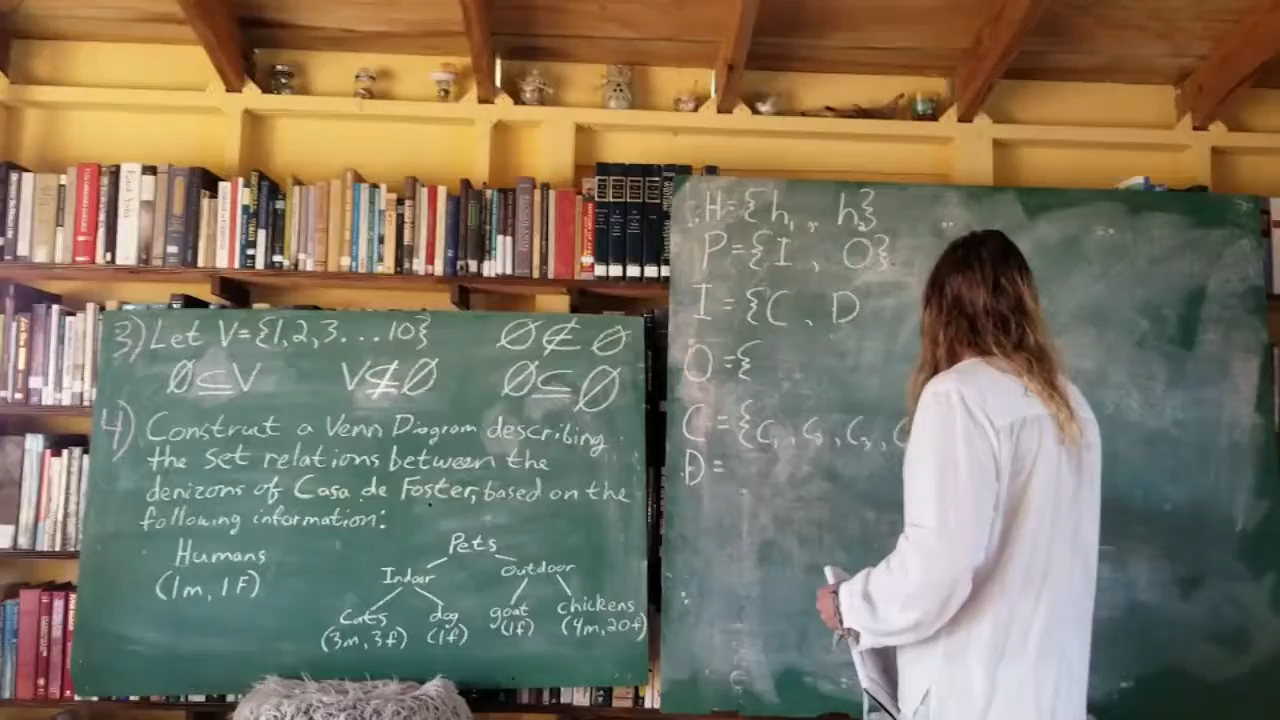 3) Let V={1,2,3...10}
∅ ⊄ ∅
∅ ⊆ V
V ⊄ ∅
∅ ⊆ ∅
4) Construct a Venn Diagram describing
the set relations between the
denizons of Casa de Foster, based on the
following information:
Humans
(1m, 1F)
Pets
Indoor
Outdoor
Cats
(3m, 3f)
dog
(1f)
goat
(1f)
chickens
(4m, 20f)
H={h₁, h₂}
P={I, O}
I={C, D
O={
C={C₁, C₂, C₃, C
D=